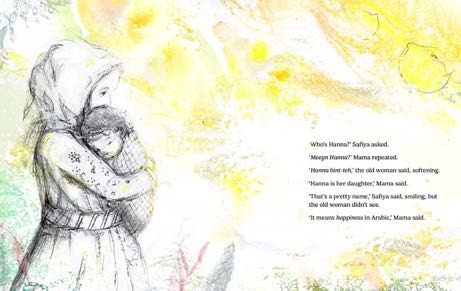 'Who's Hanna?' Safiya asked.
'Meeyn Hanna?' Mama repeated.
'Hanna bint-teh,' the old woman said, softening.
'Hanna is her daughter,' Mama said.
'That's a pretty name,' Safiya said, smiling, but
the old woman didn't see.
'It means happiness in Arabic,' Mama said.